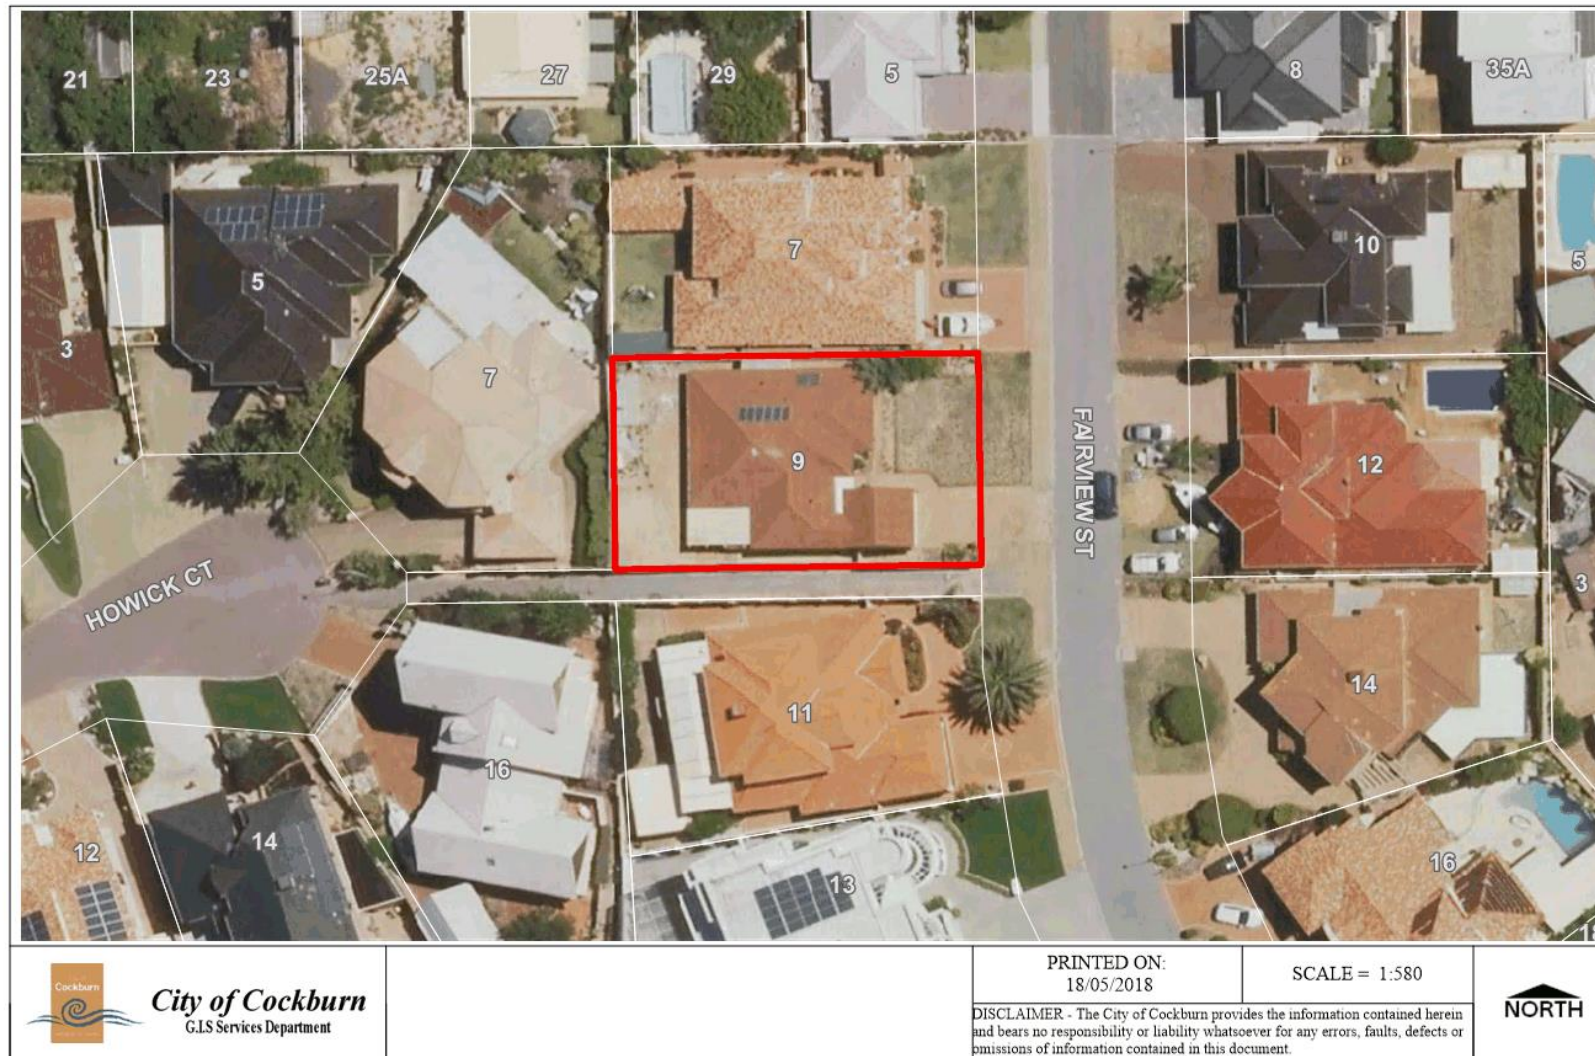 21
23
25A
27
29
5
8
35A
5
7
10
5
3
7
9
FAIRVIEW ST
12
HOWICK CT
3
11
14
16
12
14
13
16
Cockburn
City of Cockburn
G.I.S Services Department
PRINTED ON:
18/05/2018
SCALE = 1:580
DISCLAIMER - The City of Cockburn provides the information contained herein
and bears no responsibility or liability whatsoever for any errors, faults, defects or
omissions of information contained in this document.
NORTH